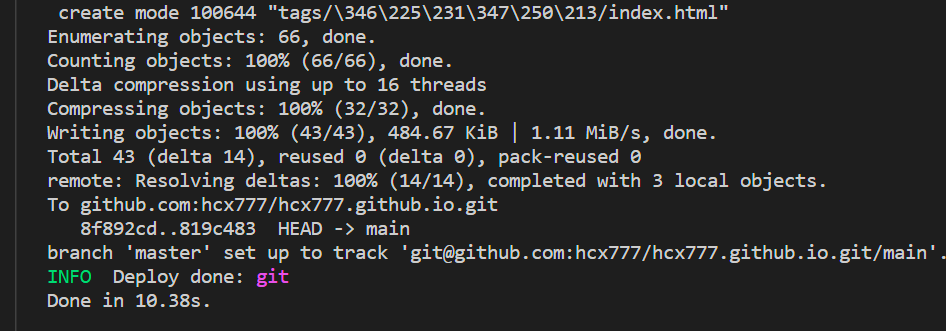 create mode 100644 "tags/\346\225\231\347\250\213/index.html"
Enumerating objects: 66, done.
Counting objects: 100% (66/66), done.
Delta compression using up to 16 threads
Compressing objects: 100% (32/32), done.
Writing objects: 100% (43/43), 484.67 KiB | 1.11 MiB/s, done.
Total 43 (delta 14), reused 0 (delta 0), pack-reused 0
remote: Resolving deltas: 100% (14/14), completed with 3 local objects.
To github.com:hcx777/hcx777.github.io.git
   8f892cd..819c483  HEAD -> main
branch 'master' set up to track 'git@github.com:hcx777/hcx777.github.io.git/main'.
INFO  Deploy done: git
Done in 10.38s.